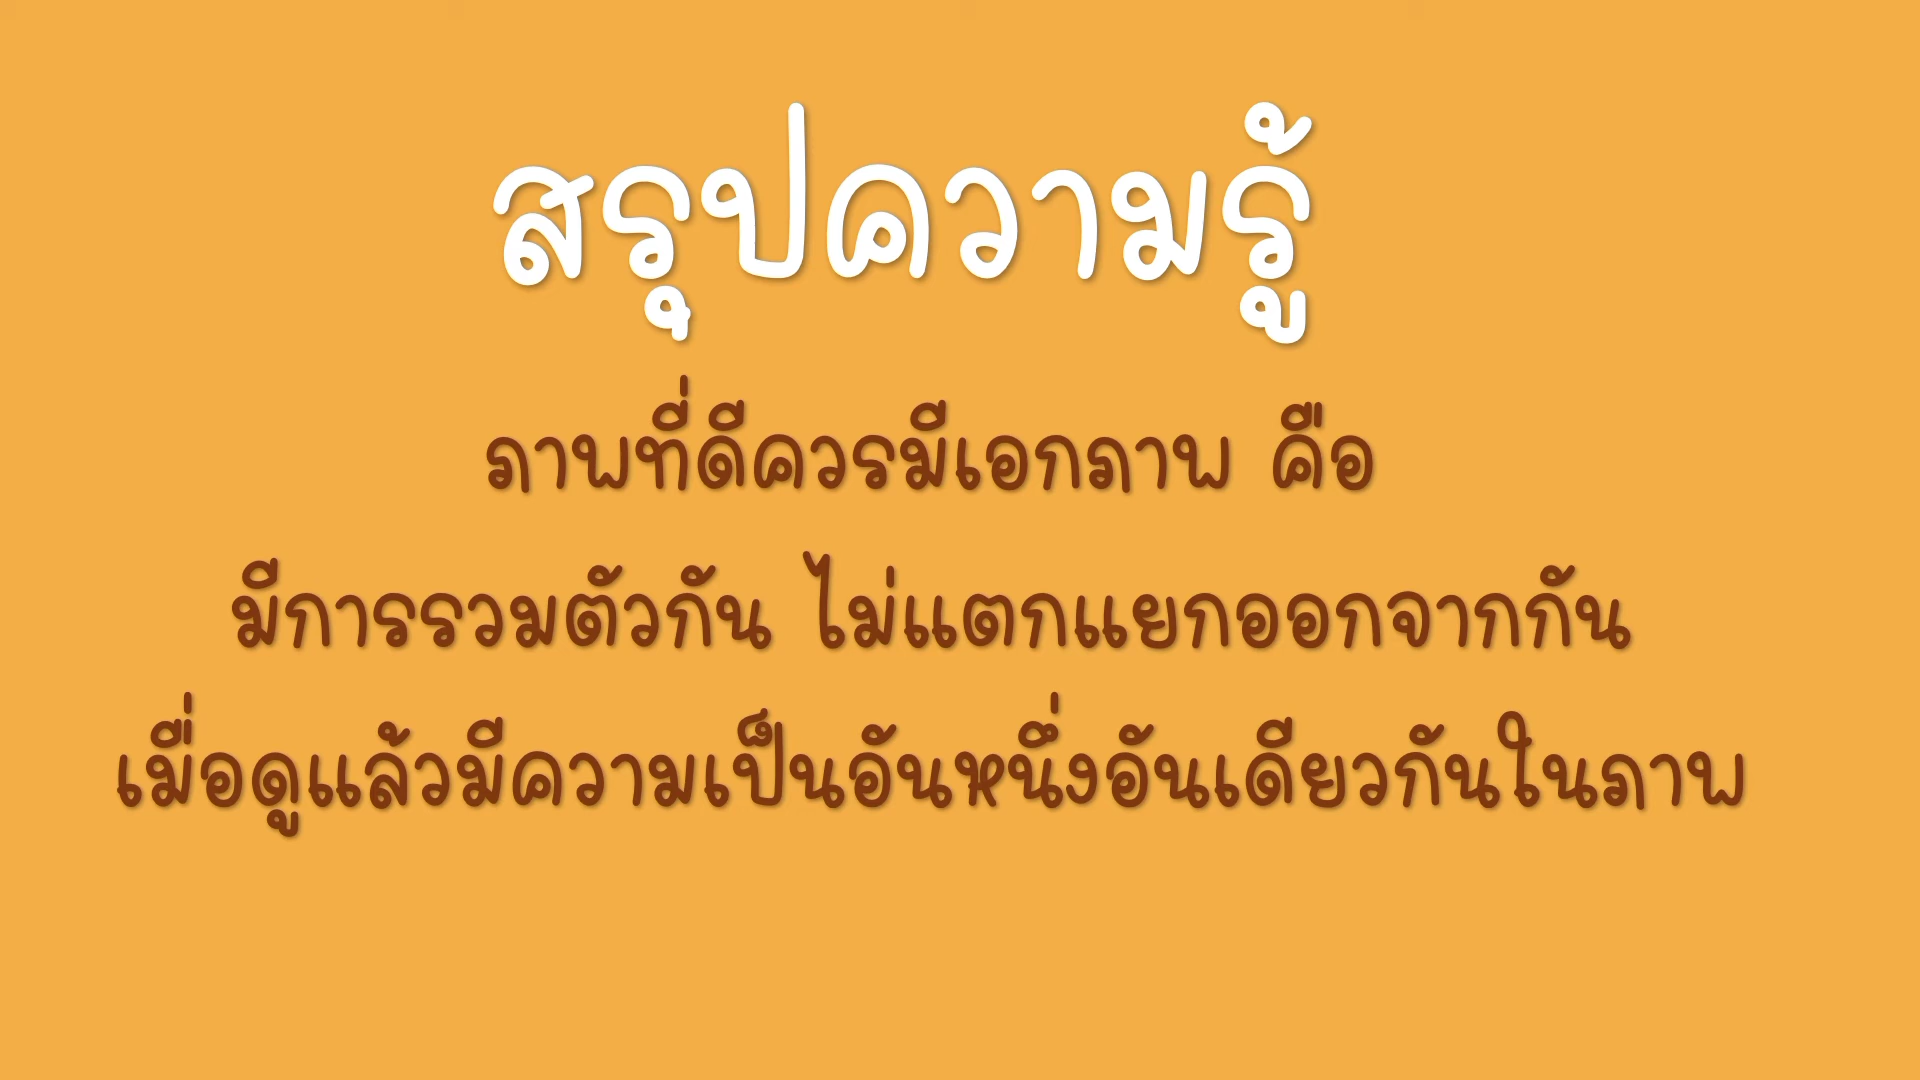 สรุปความรู้
ภาพที่ดีควรมีเอกภาพ คือ
มีการรวมตัวกัน ไม่แตกแยกออกจากกัน
เมื่อดูแล้วมีความเป็นอันหนึ่งอันเดียวกันในภาพ